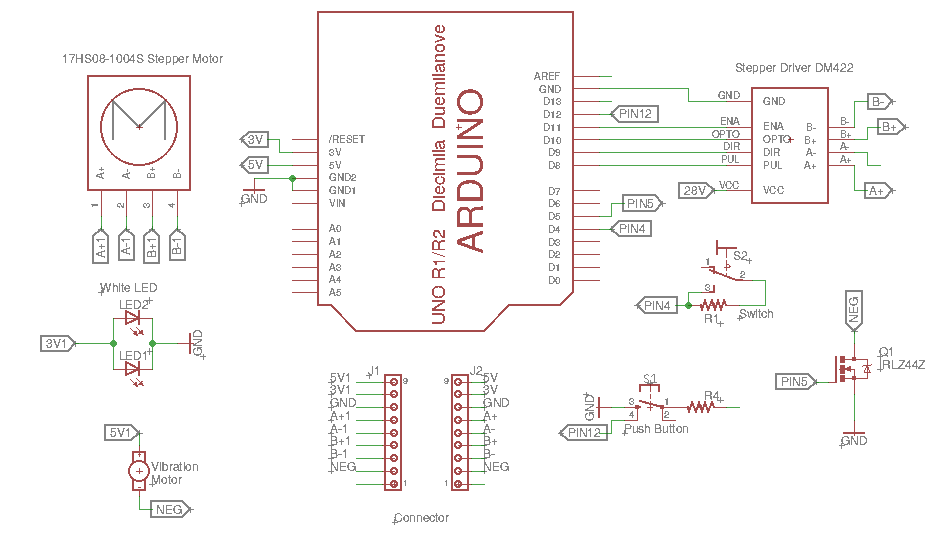 17HS08-1004S Stepper Motor
A+
A-
B+
B-
1
2
3
4
A+1
A-1
B+1
B-1
White LED
LED2
LED1
3V1
GND
5V1
Vibration
Motor
NEG
3V
5V
GND
/RESET
3V
5V
GND2
GND1
VIN
A0
A1
A2
A3
A4
A5
UNO R1/R2 Diecimila Duemilanove
ARDUINO
AREF
GND
D13
D12
D11
D10
D9
D8
D7
D6
D5
D4
D3
D2
D1
D0
PIN12
PIN5
PIN4
Stepper Driver DM422
GND
ENA
OPTO
DIR
PUL
VCC
28V
GND
ENA
OPTO
DIR
PUL
VCC
B-
B+
A-
A+
B-
B+
A-
A+
B-
B+
A+
S2
1
2
3
PIN4
R1
Switch
NEG
Q1
RLZ44Z
PIN5
GND
J1
5V1
3V1
GND
A+1
A-1
B+1
B-1
NEG
9
1
J2
5V
3V
GND
A+
A-
B+
B-
NEG
9
1
Connector
S1
GND
3
4
1
2
R4
PIN12
Push Button